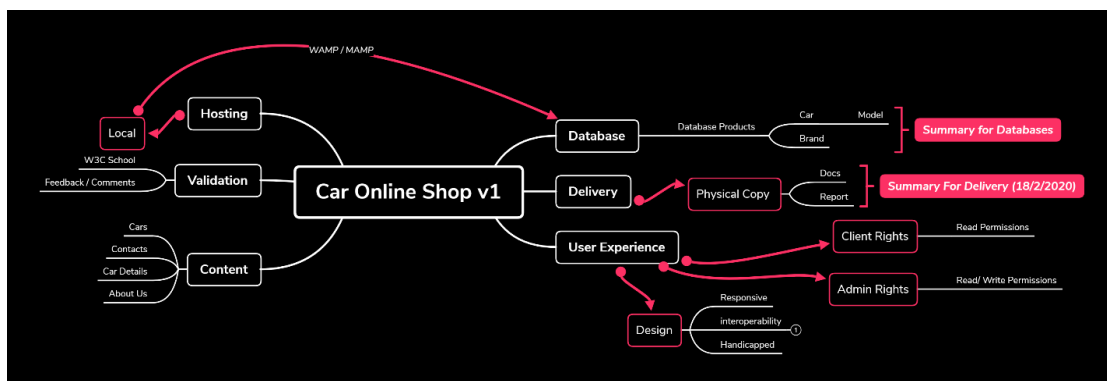 Car Online Shop v1
WAMP / MAMP
Hosting
Local
Validation
W3C School
Feedback / Comments
Content
Cars
Contacts
Car Details
About Us
Database
Database Products
Car
Model
Brand
Summary for Databases
Delivery
Physical Copy
Docs
Report
Summary For Delivery (18/2/2020)
User Experience
Client Rights
Read Permissions
Admin Rights
Read/ Write Permissions
Design
Responsive
interoperability
1
Handicapped